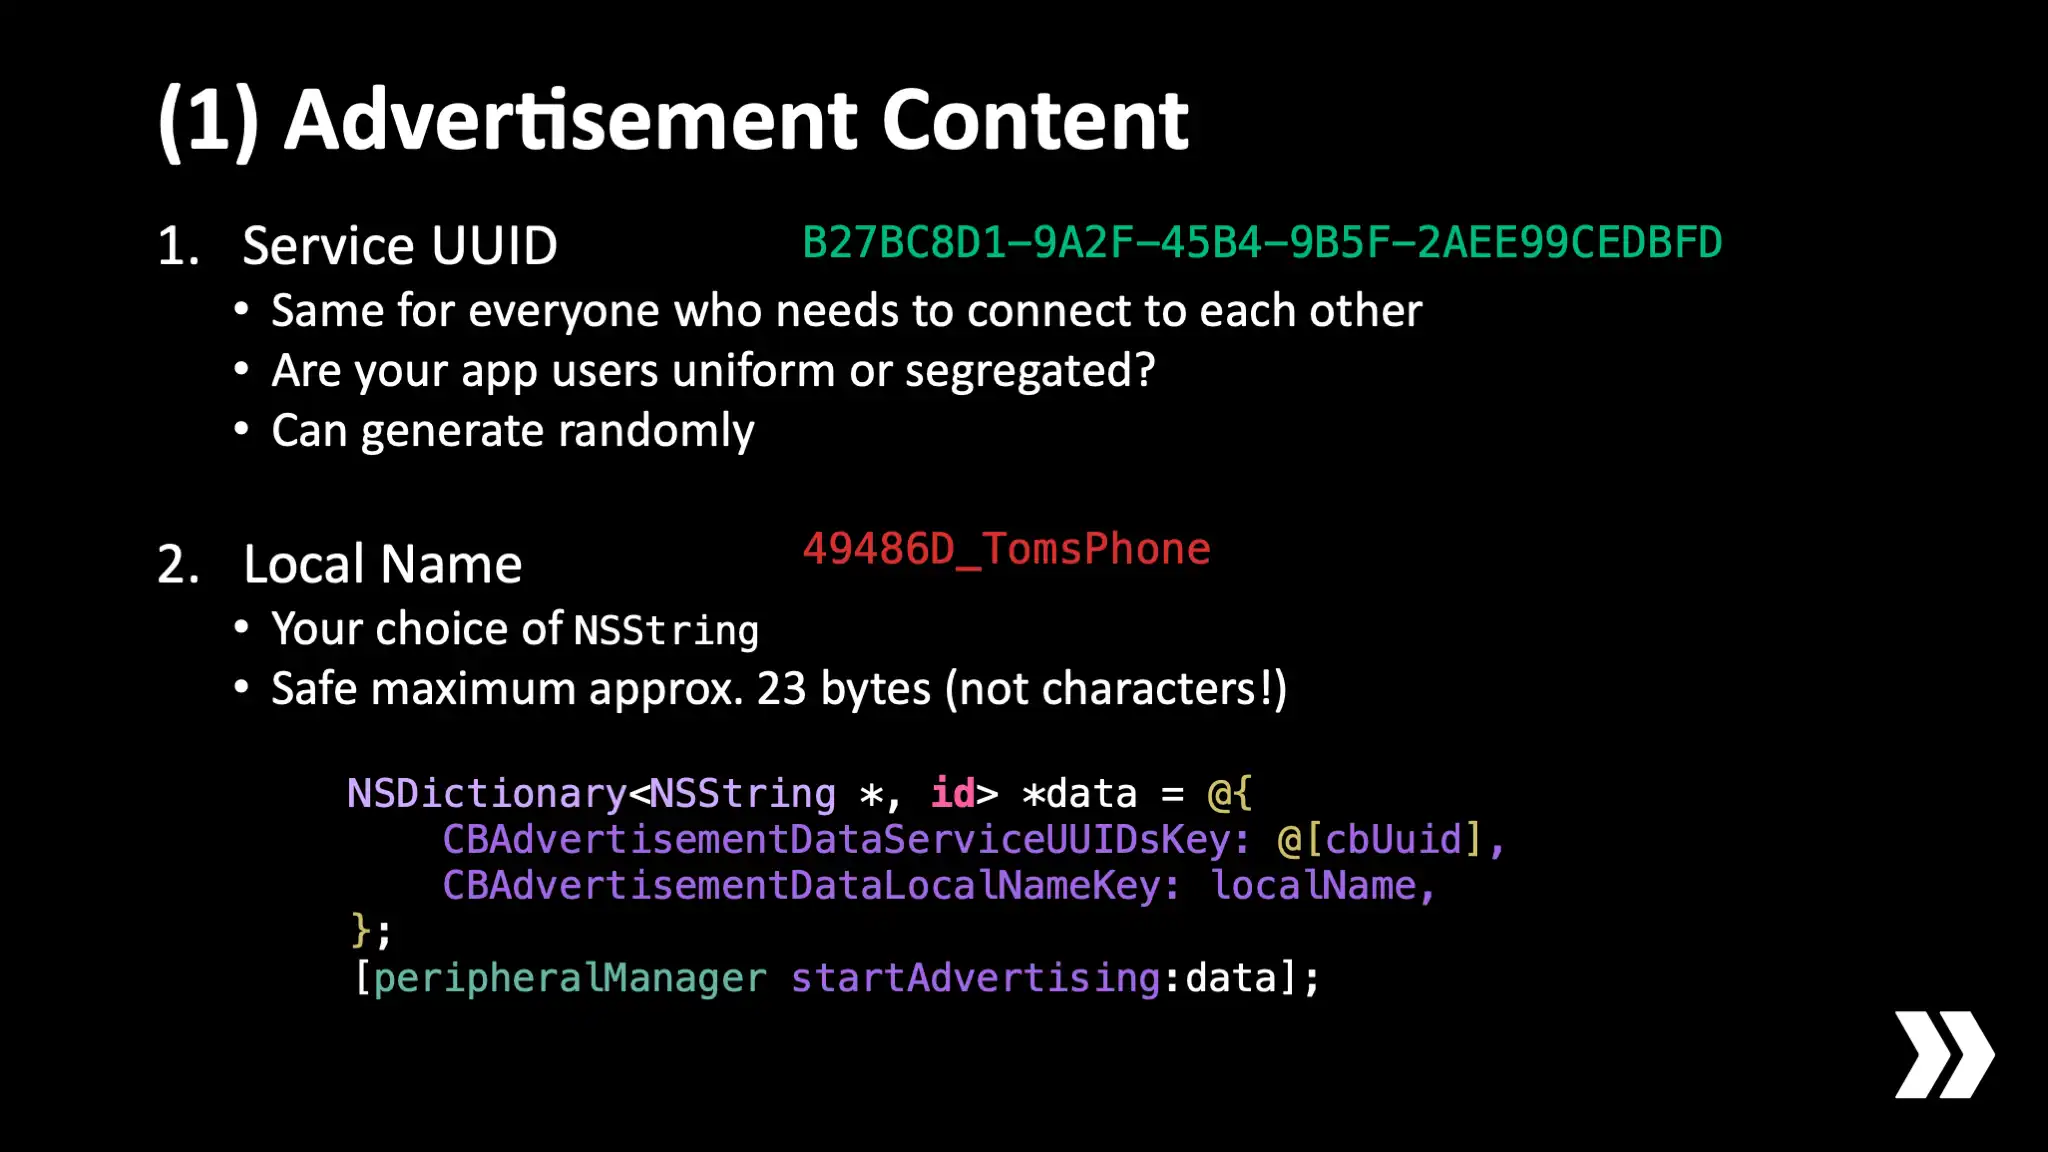 (1) Advertisement Content
1. Service UUID B27BC8D1-9A2F-45B4-9B5F-2AEE99CEDBFD
• Same for everyone who needs to connect to each other
• Are your app users uniform or segregated?
• Can generate randomly
2. Local Name 49486D_TomsPhone
• Your choice of NSString
• Safe maximum approx. 23 bytes (not characters!)
NSDictionary<NSString *, id> *data = @{
CBAdvertisementDataServiceUUIDsKey: @[cbUuid],
CBAdvertisementDataLocalNameKey: localName,
};
[peripheralManager startAdvertising:data];